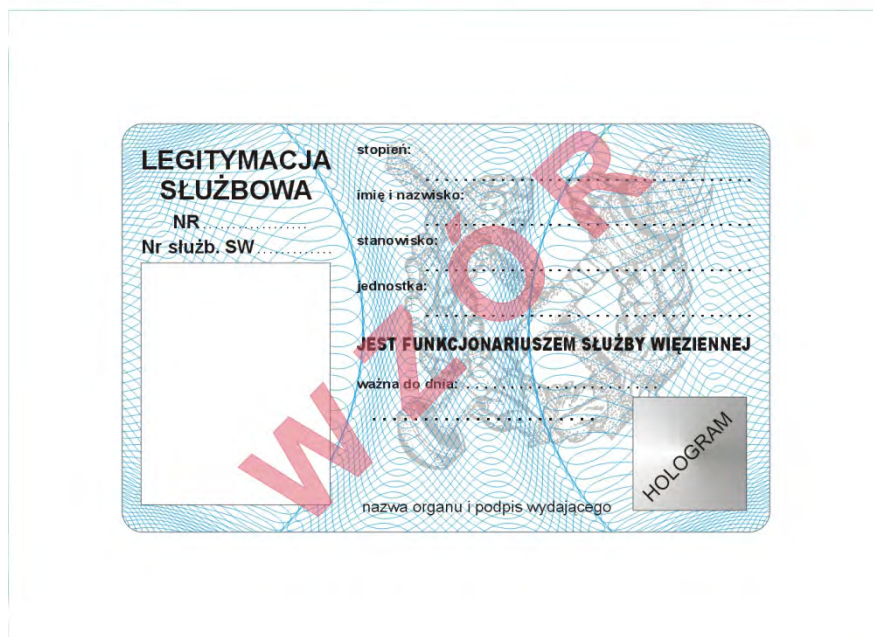 LEGITYMACJA
SŁUŻBOWA
NR ..................
Nr służb. SW .............
stopień:
imię i nazwisko:
stanowisko:
jednostka:
JEST FUNKCJONARIUSZEM SŁUŻBY WIĘZIENNEJ
ważna do dnia:
nazwa organu i podpis wydającego
HOLOGRAM
WZÓR